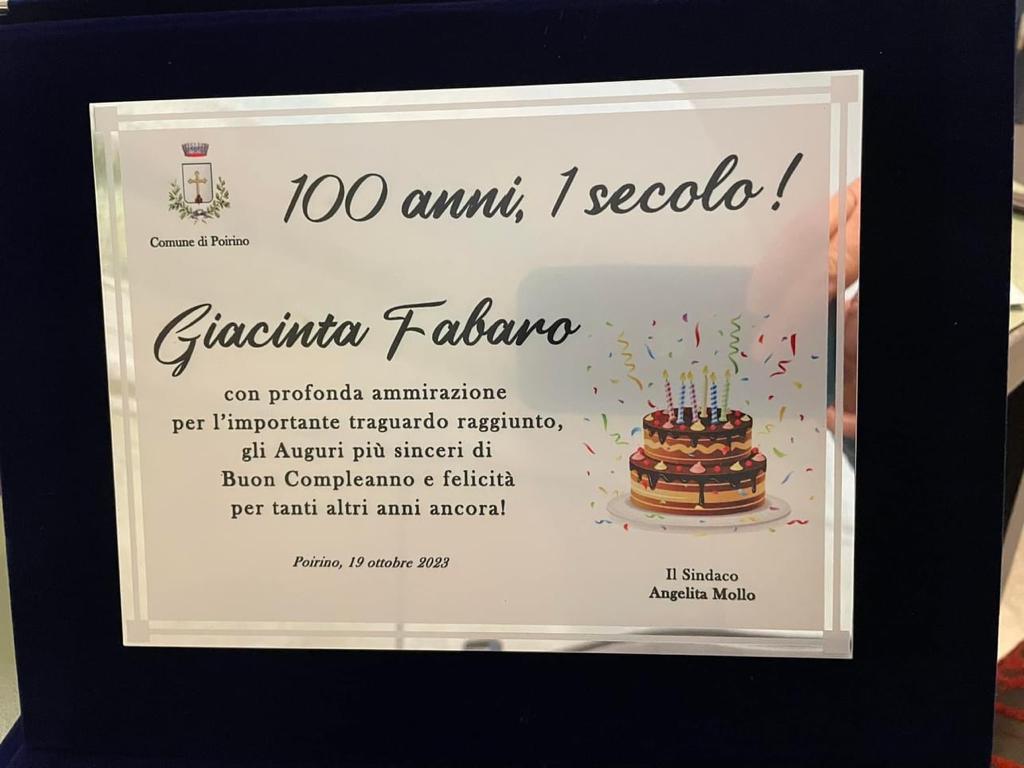 100 anni, 1 secolo!
Comune di Poirino
Giacinta Fabaro
con profonda ammirazione
per l'importante traguardo raggiunto,
gli Auguri più sinceri di
Buon Compleanno e felicità
per tanti altri anni ancora!
Poirino, 19 ottobre 2023
Il Sindaco
Angelita Mollo